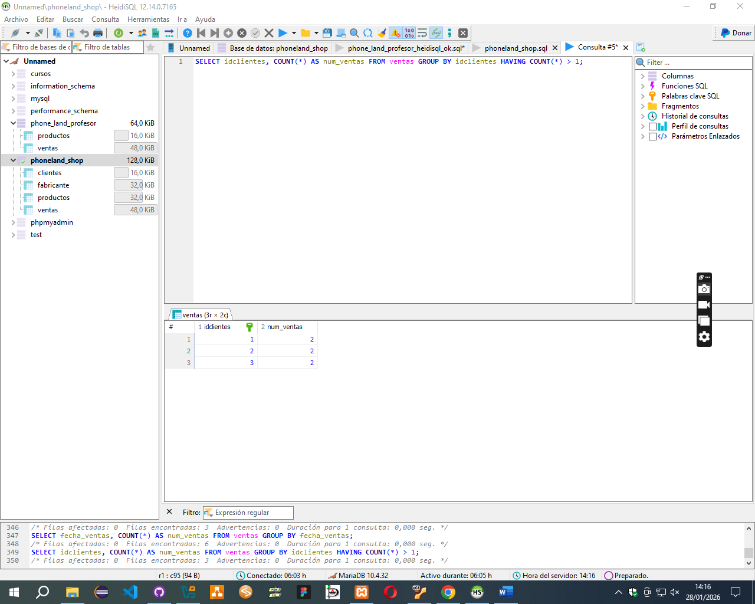 Unnamed\phoneland_shop\ - HeidiSQL 12.14.0.7165
Archivo Editar Buscar Consulta Herramientas Ir a Ayuda
Donar
Filtro de bases de d Filtro de tablas
Unnamed Base de datos: phoneland_shop phone_land_profesor_heidisql_ok.sql* phoneland_shop.sql Consulta #5*
Unnamed
cursos
information_schema
mysql
performance_schema
phone_land_profesor 64,0 KiB
productos 16,0 KiB
ventas 48,0 KiB
phoneland_shop 128,0 KiB
clientes 16,0 KiB
fabricante 32,0 KiB
productos 32,0 KiB
ventas 48,0 KiB
phpmyadmin
test
1 SELECT idclientes, COUNT(*) AS num_ventas FROM ventas GROUP BY idclientes HAVING COUNT(*) > 1;
Filter ...
Columnas
Funciones SQL
Palabras clave SQL
Fragmentos
Historial de consultas
Perfil de consultas
Parámetros Enlazados
ventas (3r × 2c)
# 1 idclientes 2 num_ventas
1 1 2
2 2 2
3 3 2
Filtro: Expresión regular
346 /* Filas afectadas: 0 Filas encontradas: 3 Advertencias: 0 Duración para 1 consulta: 0,000 seg. */
347 SELECT fecha_ventas, COUNT(*) AS num_ventas FROM ventas GROUP BY fecha_ventas;
348 /* Filas afectadas: 0 Filas encontradas: 6 Advertencias: 0 Duración para 1 consulta: 0,000 seg. */
349 SELECT idclientes, COUNT(*) AS num_ventas FROM ventas GROUP BY idclientes HAVING COUNT(*) > 1;
350 /* Filas afectadas: 0 Filas encontradas: 3 Advertencias: 0 Duración para 1 consulta: 0,000 seg. */
r1 : c95 (94 B) Conectado: 06:03 h MariaDB 10.4.32 Activo durante: 06:05 h Hora del servidor: 14:16 Preparado.
14:16
28/01/2026